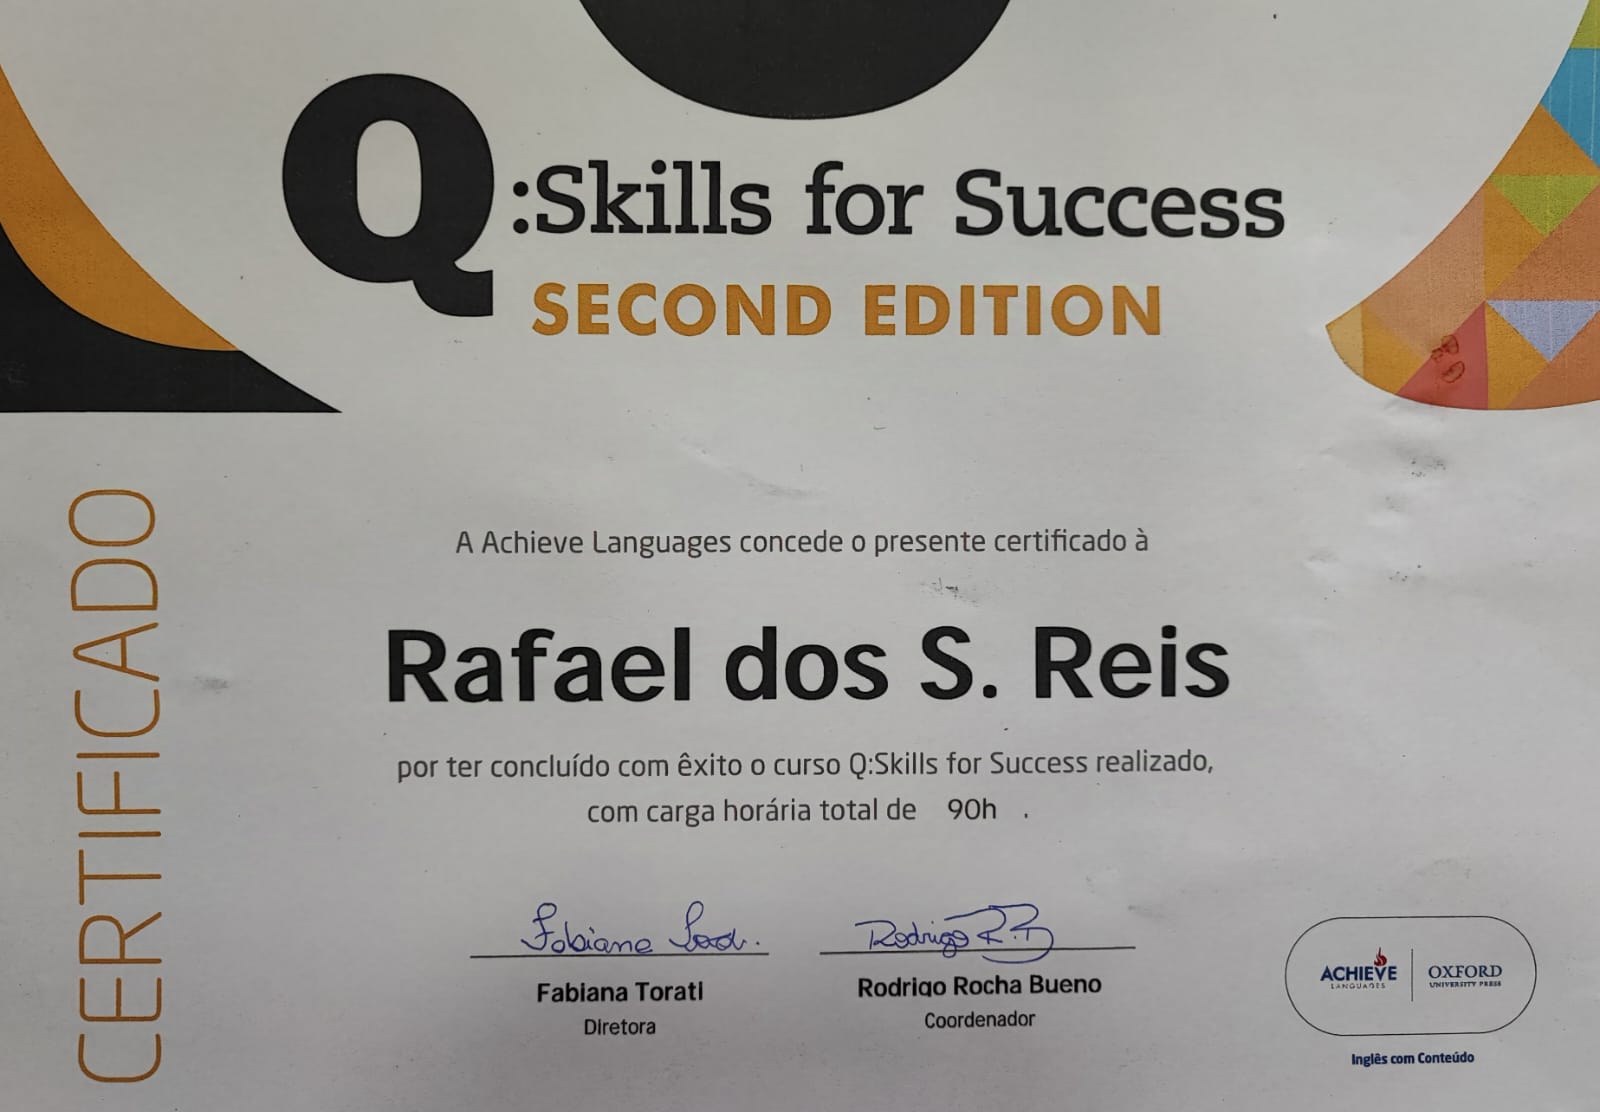 Q:Skills for Success
SECOND EDITION
CERTIFICADO
A Achieve Languages concede o presente certificado à
Rafael dos S. Reis
por ter concluído com êxito o curso Q:Skills for Success realizado,
com carga horária total de 90h .
Fabiana
Rodrigo R.
Fabiana Torati
Diretora
Rodrigo Rocha Bueno
Coordenador
ACHIEVE
LANGUAGES
OXFORD
UNIVERSITY PRESS
Inglês com Conteúdo